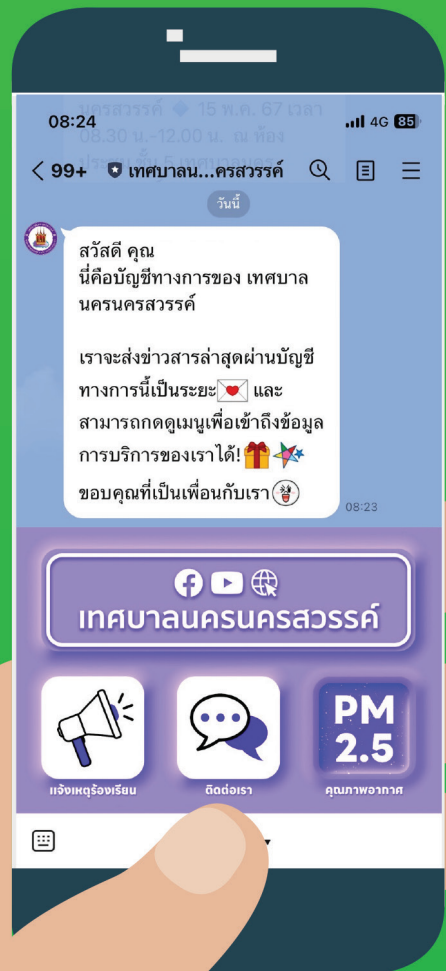 นครสวรรค์ 🔷 15 พ.ค. 67 เวลา
08:24
4G 85
08.30 น.-12.00 น. ณ ห้อง
99+ เทศบาลน...ครสวรรค์
วันนี้
สวัสดี คุณ
นี่คือบัญชีทางการของ เทศบาล
นครนครสวรรค์
เราจะส่งข่าวสารล่าสุดผ่านบัญชี
ทางการนี้เป็นระยะ💌 และ
สามารถกดดูเมนูเพื่อเข้าถึงข้อมูล
การบริการของเราได้!🎁
ขอบคุณที่เป็นเพื่อนกับเรา
08:23
เทศบาลนครนครสวรรค์
PM
2.5
แจ้งเหตุร้องเรียน
ติดต่อเรา
คุณภาพอากาศ